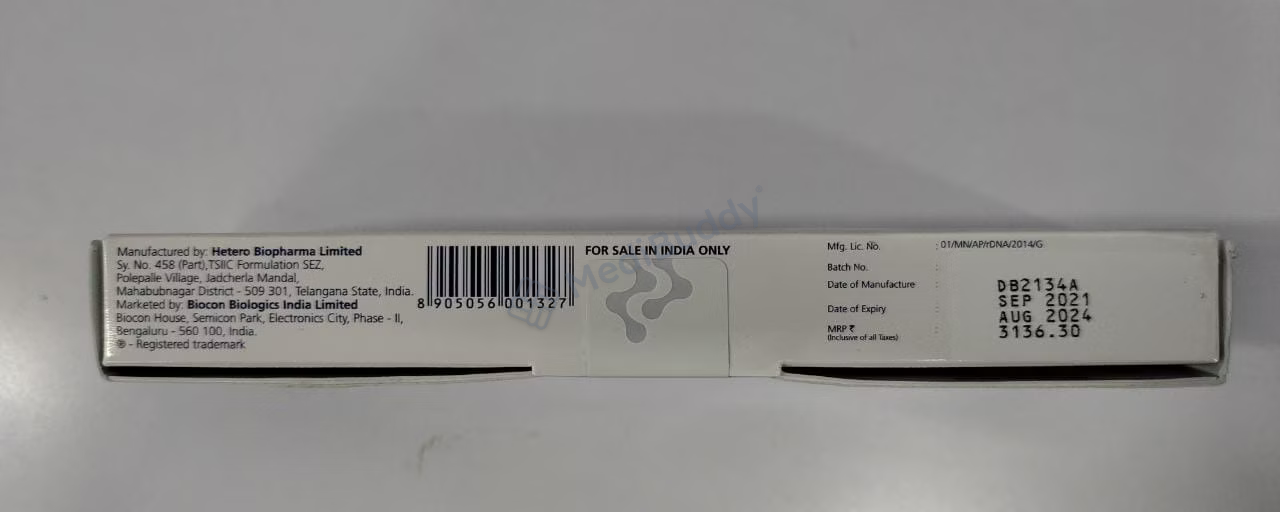 Manufactured by: Hetero Biopharma Limited
Sy. No. 458 (Part),TSIIC Formulation SEZ,
Polepalle Village, Jadcherla Mandal,
Mahabubnagar District - 509 301, Telangana State, India.
Marketed by: Biocon Biologics India Limited
Biocon House, Semicon Park, Electronics City, Phase - II,
Bengaluru - 560 100, India.
® - Registered trademark
8 905056 001327
FOR SALE IN INDIA ONLY
MediBuddy
Mfg. Lic. No. : 01/MN/AP/rDNA/2014/G
Batch No. : DB2134A
Date of Manufacture : SEP 2021
Date of Expiry : AUG 2024
MRP ₹ : 3136.30
(Inclusive of all Taxes)